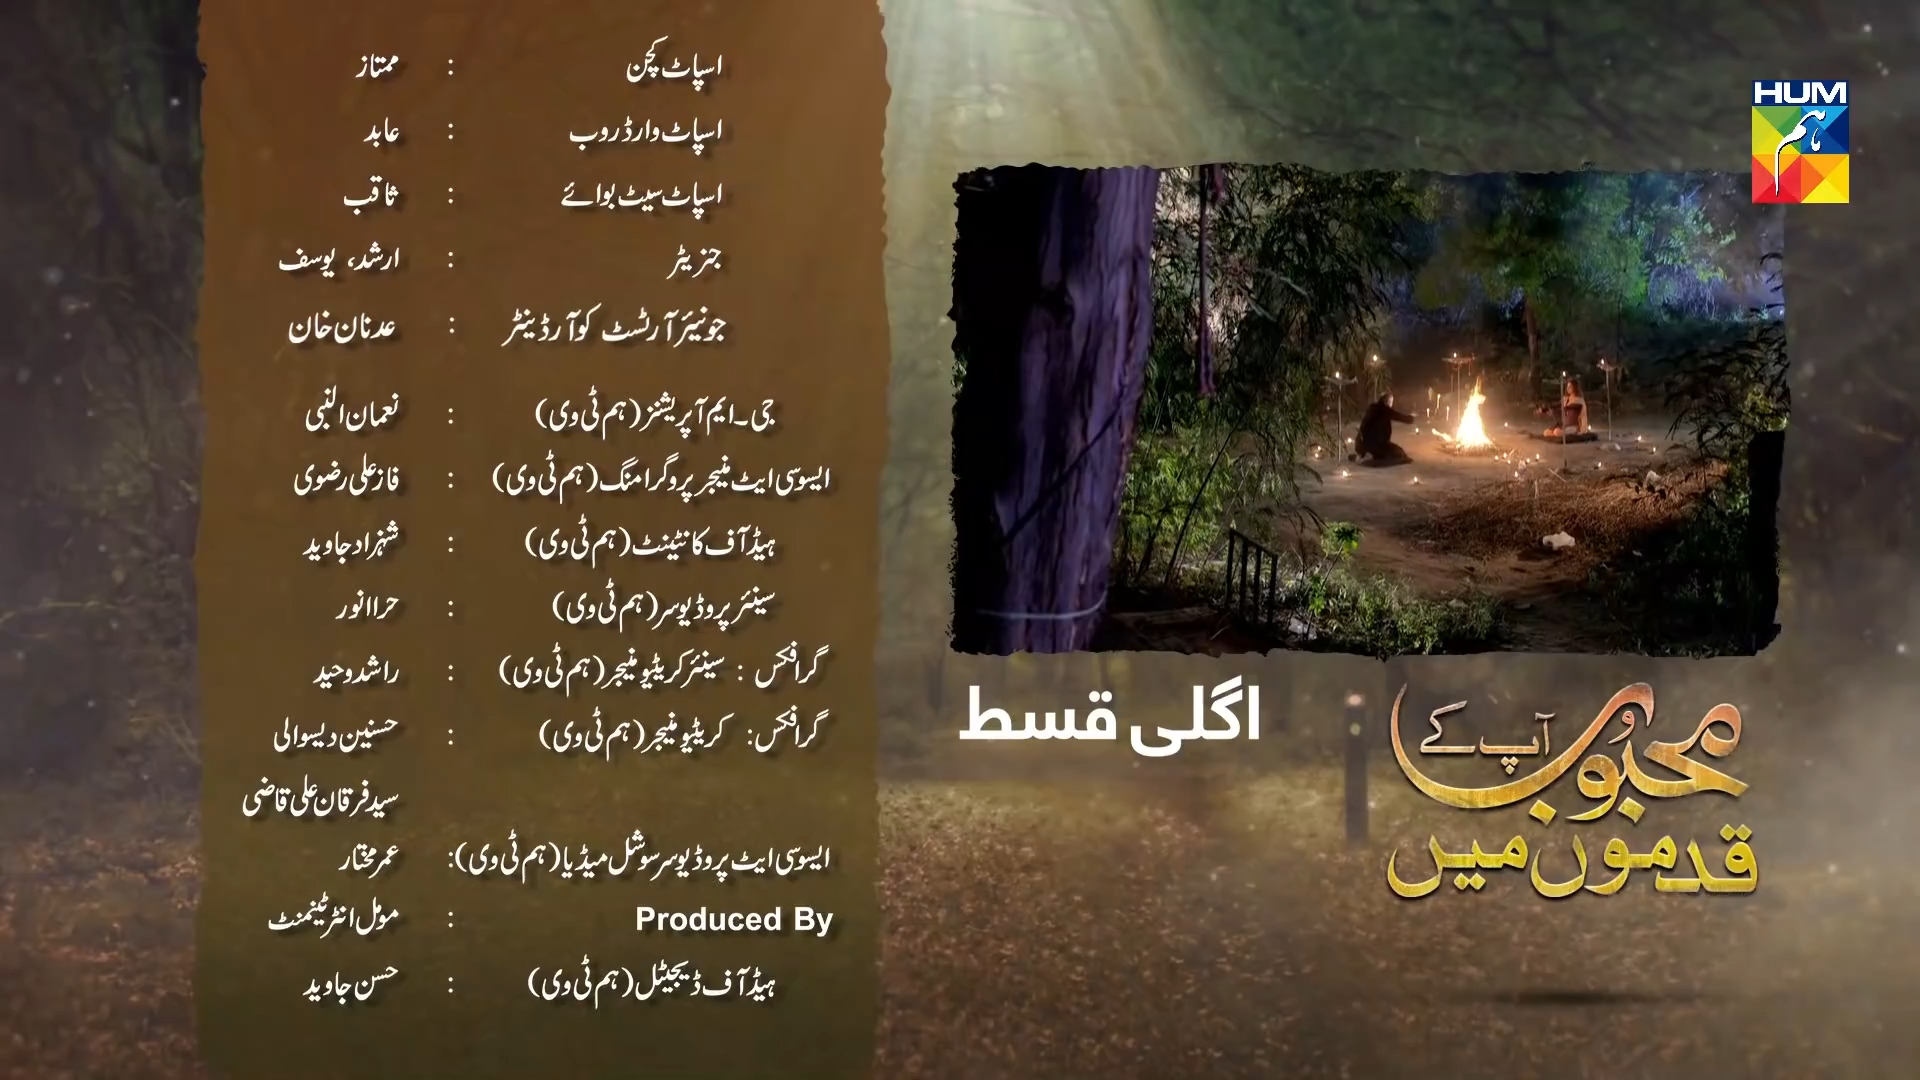 اسپاٹ کچن : ممتاز
اسپاٹ وارڈ روب : عابد
اسپاٹ سیٹ بوائے : ثاقب
جنریٹر : ارشد، یوسف
جونیئر آرٹسٹ کوآرڈینٹر : عدنان خان
جی۔ایم آپریشنز (ہم ٹی وی) : نعمان النبی
ایسوسی ایٹ منیجر پروگرامنگ (ہم ٹی وی) : فاز علی رضوی
ہیڈ آف کانٹینٹ (ہم ٹی وی) : شہزاد جاوید
سینئر پروڈیوسر (ہم ٹی وی) : حرا انور
گرافکس : سینئر کریٹیو منیجر (ہم ٹی وی) : راشد وحید
گرافکس: کریٹیو منیجر (ہم ٹی وی) : حسنین دیسوالی
سید فرقان علی قاضی
ایسوسی ایٹ پروڈیوسر سوشل میڈیا (ہم ٹی وی): عمر مختار
Produced By : مومل انٹرٹینمنٹ
ہیڈ آف ڈیجیٹل (ہم ٹی وی) : حسن جاوید
HUM
ہم
اگلی قسط
محبوب آپ کے
قدموں میں